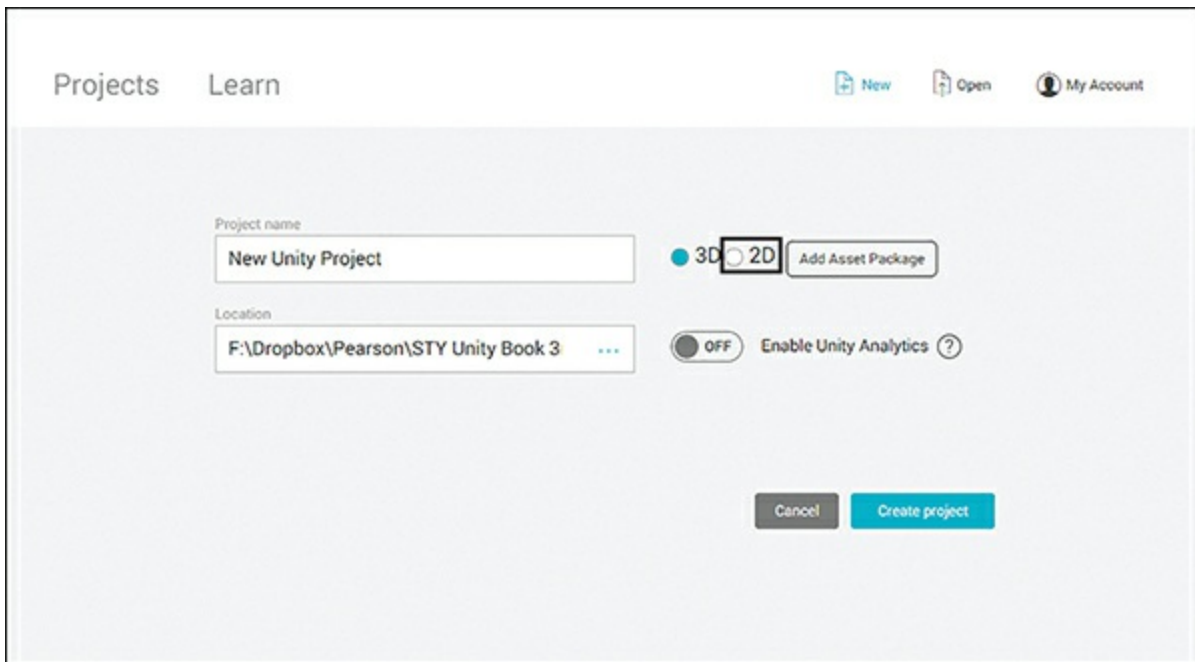 Projects Learn New Open My Account
Project name
New Unity Project 3D 2D Add Asset Package
Location
F:\Dropbox\Pearson\STY Unity Book 3 ... OFF Enable Unity Analytics ?
Cancel Create project